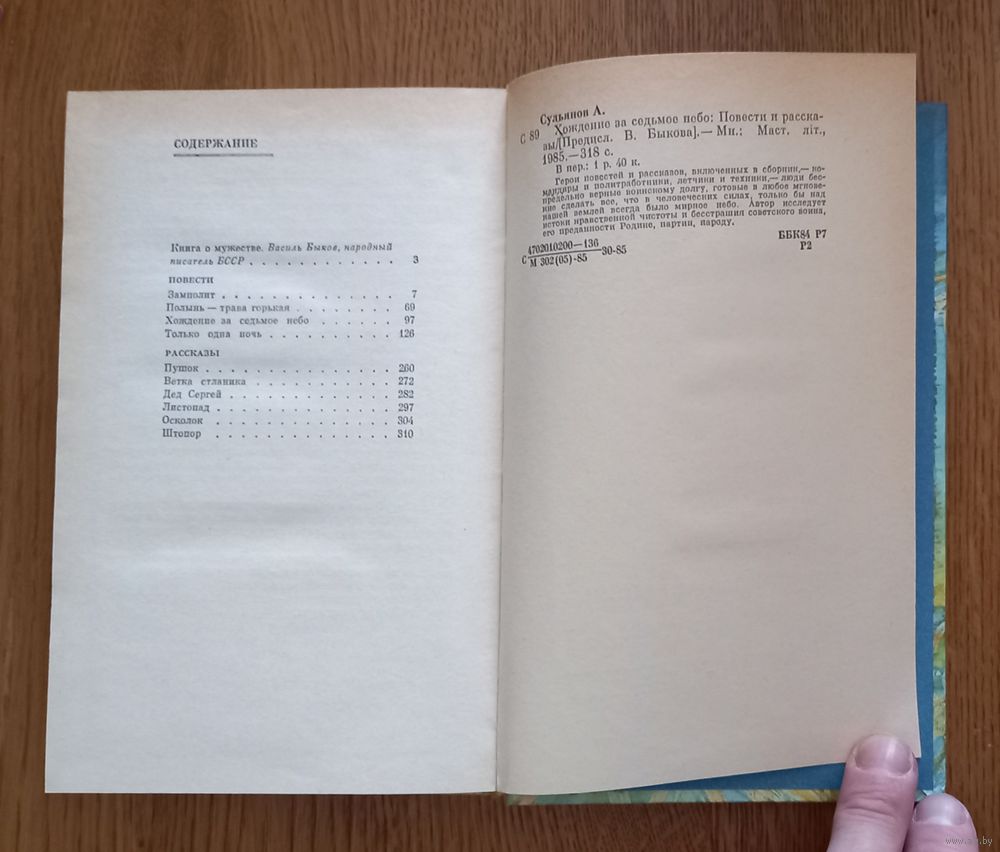 СОДЕРЖАНИЕ
Книга о мужестве. Василь Быков, народный
писатель БССР . . . . . . . . . . . . 3
ПОВЕСТИ
Замполит . . . . . . . . . . . . . . 7
Полынь — трава горькая . . . . . . . . 69
Хождение за седьмое небо . . . . . . 97
Только одна ночь . . . . . . . . . . 126
РАССКАЗЫ
Пушок . . . . . . . . . . . . . . . 260
Ветка стланика . . . . . . . . . . . 272
Дед Сергей . . . . . . . . . . . . . 282
Листопад . . . . . . . . . . . . . . 297
Осколок . . . . . . . . . . . . . . 304
Штопор . . . . . . . . . . . . . . 310
Сульянов А.
С 89 Хождение за седьмое небо: Повести и расска-
зы/[Предисл. В. Быкова].— Мн.: Маст. літ.,
1985.—318 с.
В пер.: 1 р. 40 к.
Герои повестей и рассказов, включенных в сборник,— ко-
мандиры и политработники, летчики и техники,— люди бес-
предельно верные воинскому долгу, готовые в любое мгнове-
ние сделать все, что в человеческих силах, только бы над
нашей землей всегда было мирное небо. Автор исследует
истоки нравственной чистоты и бесстрашия советского воина,
его преданности Родине, партии, народу.
С 4702010200—136 30-85
М 302(05)-85
ББК84 Р7
Р2